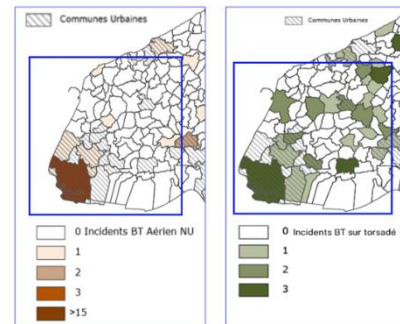 Communes Urbaines
0 Incidents BT Aérien NU
1
2
3
>15
Communes Urbaines
0 Incidents BT sur torsadé
1
2
3